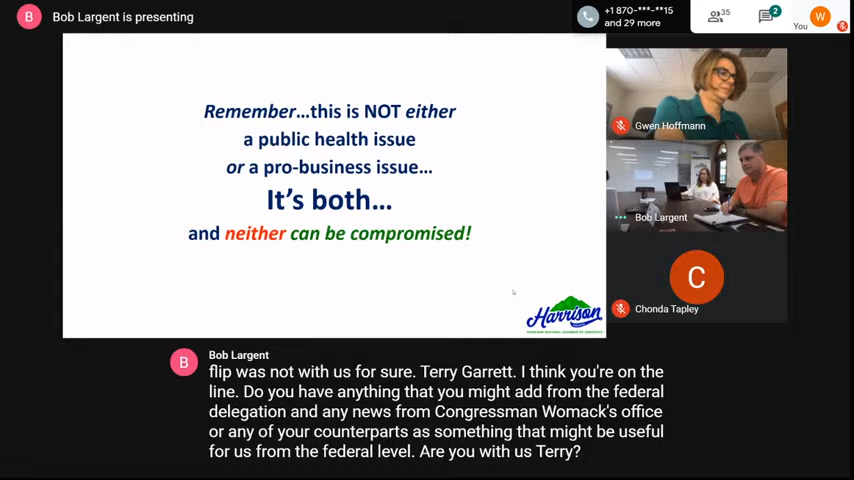 B
Bob Largent is presenting
+1 870-***-**15
and 29 more
35
2
You
W
Remember...this is NOT either
a public health issue
or a pro-business issue...
It's both...
and neither can be compromised!
Harrison
HARRISON REGIONAL CHAMBER OF COMMERCE
Gwen Hoffmann
Bob Largent
C
Chonda Tapley
B
Bob Largent
flip was not with us for sure. Terry Garrett. I think you're on the
line. Do you have anything that you might add from the federal
delegation and any news from Congressman Womack's office
or any of your counterparts as something that might be useful
for us from the federal level. Are you with us Terry?